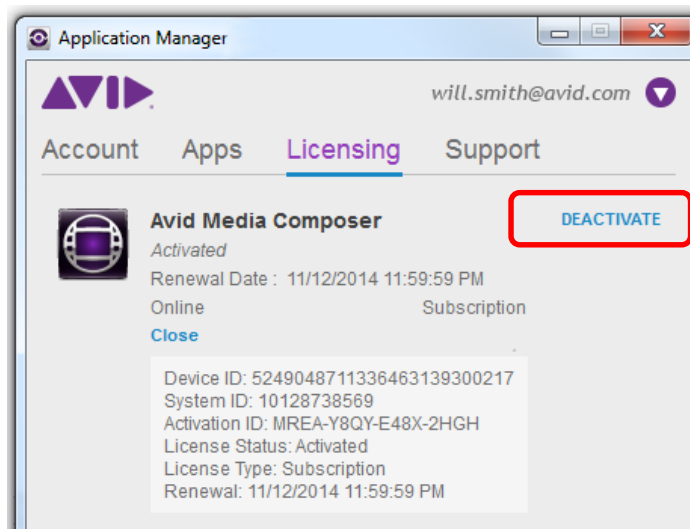 Application Manager
AVID.
will.smith@avid.com
Account Apps Licensing Support
Avid Media Composer
DEACTIVATE
Activated
Renewal Date : 11/12/2014 11:59:59 PM
Online Subscription
Close
Device ID: 52490487113364631393002​17
System ID: 10128738569
Activation ID: MREA-Y8QY-E48X-2HGH
License Status: Activated
License Type: Subscription
Renewal: 11/12/2014 11:59:59 PM